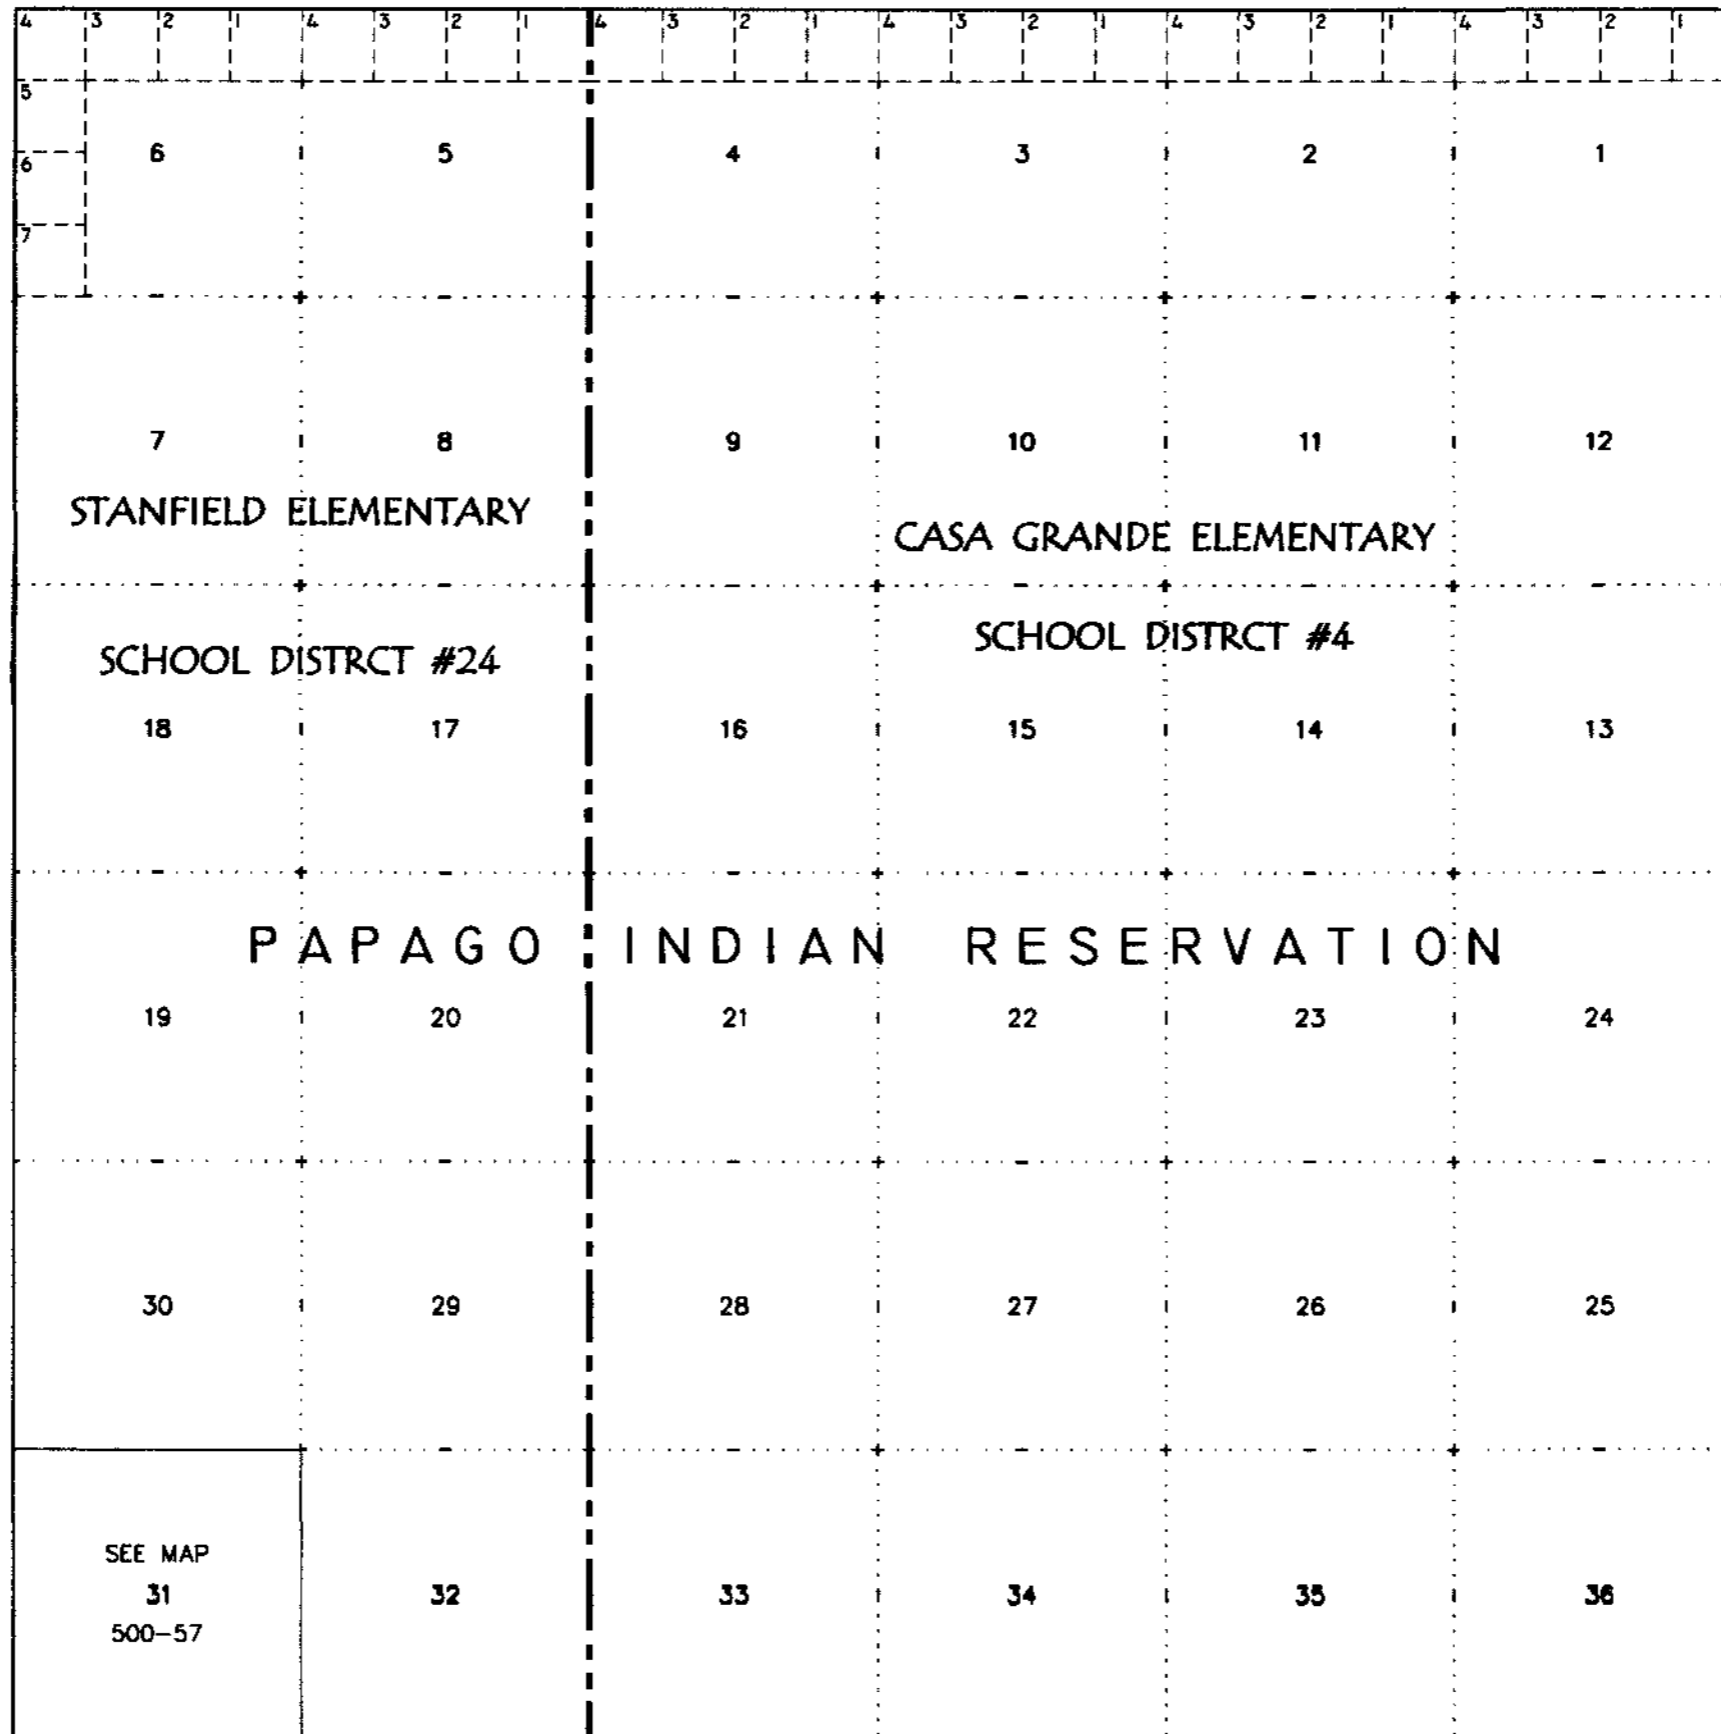 4 3 2 1 4 3 2 1 4 3 2 1 4 3 2 1 4 3 2 1 4 3 2 1
5
6 6 5 4 3 2 1
7
7 8 9 10 11 12
STANFIELD ELEMENTARY
CASA GRANDE ELEMENTARY
SCHOOL DISTRCT #4
SCHOOL DISTRCT #24
18 17 16 15 14 13
PAPAGO INDIAN RESERVATION
19 20 21 22 23 24
30 29 28 27 26 25
SEE MAP
31 32 33 34 35 36
500-57